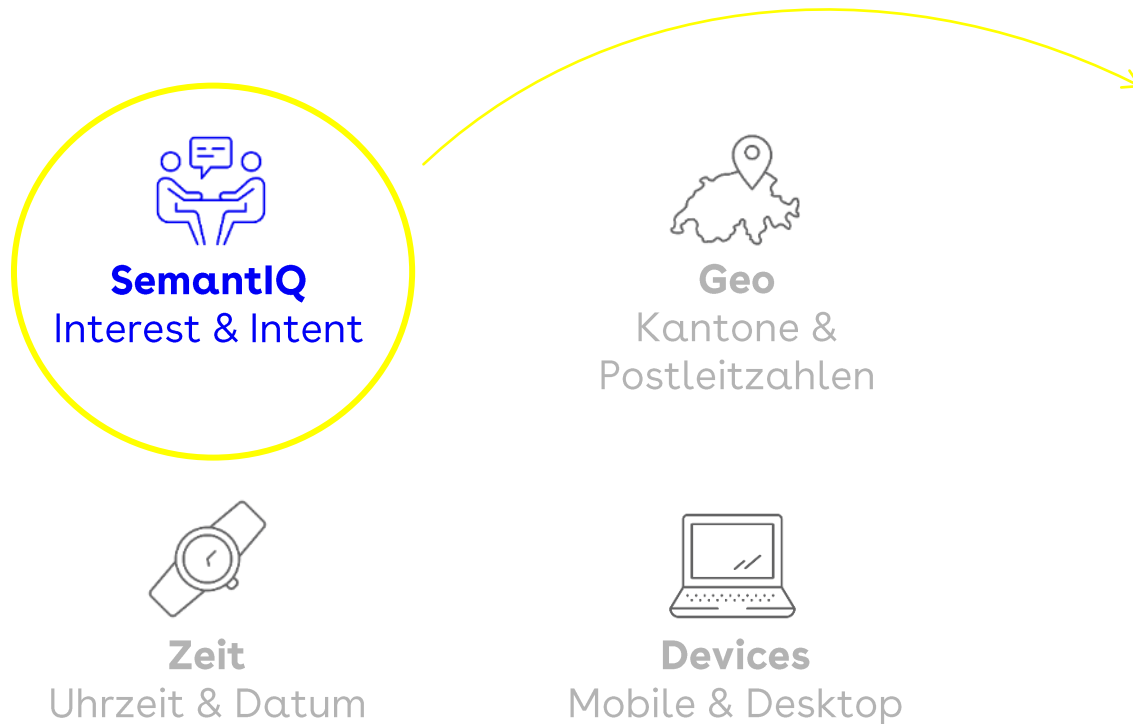 SemantIQ
Interest & Intent
Geo
Kantone &
Postleitzahlen
Zeit
Uhrzeit & Datum
Devices
Mobile & Desktop